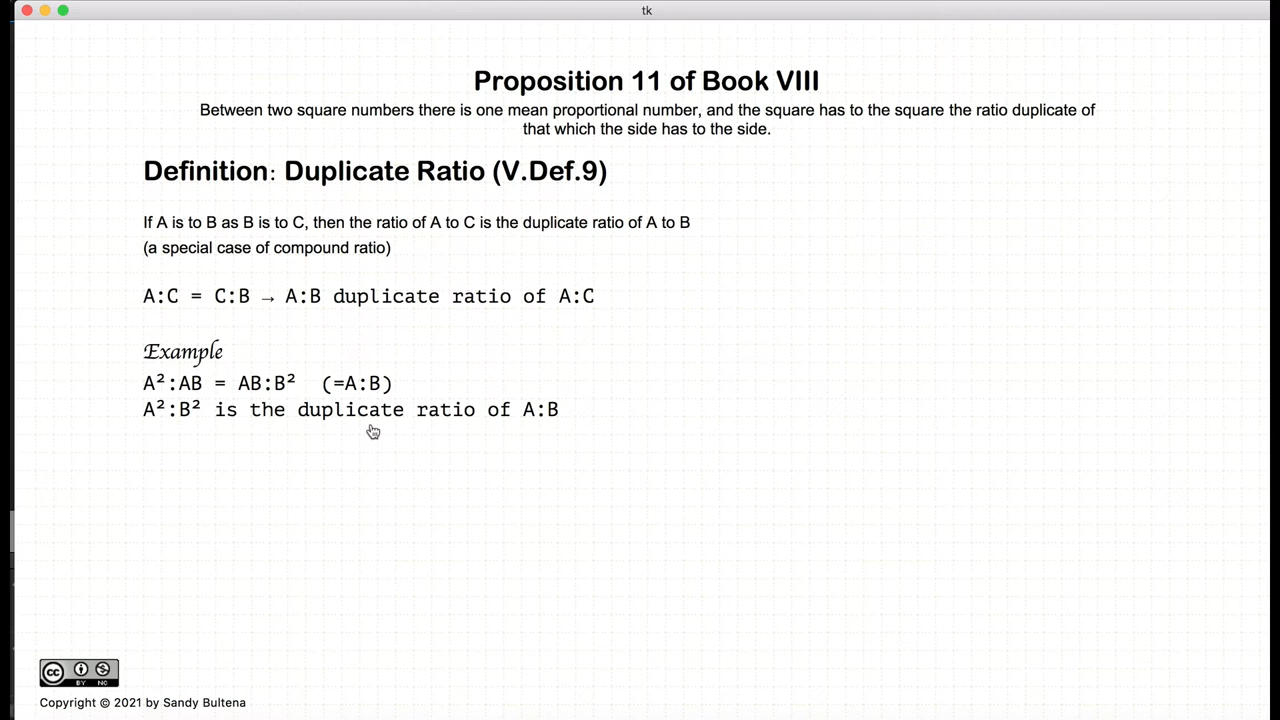 tk
Proposition 11 of Book VIII
Between two square numbers there is one mean proportional number, and the square has to the square the ratio duplicate of
that which the side has to the side.
Definition: Duplicate Ratio (V.Def.9)
If A is to B as B is to C, then the ratio of A to C is the duplicate ratio of A to B
(a special case of compound ratio)
A:C = C:B → A:B duplicate ratio of A:C
Example
A²:AB = AB:B² (=A:B)
A²:B² is the duplicate ratio of A:B
cc BY NC
Copyright © 2021 by Sandy Bultena